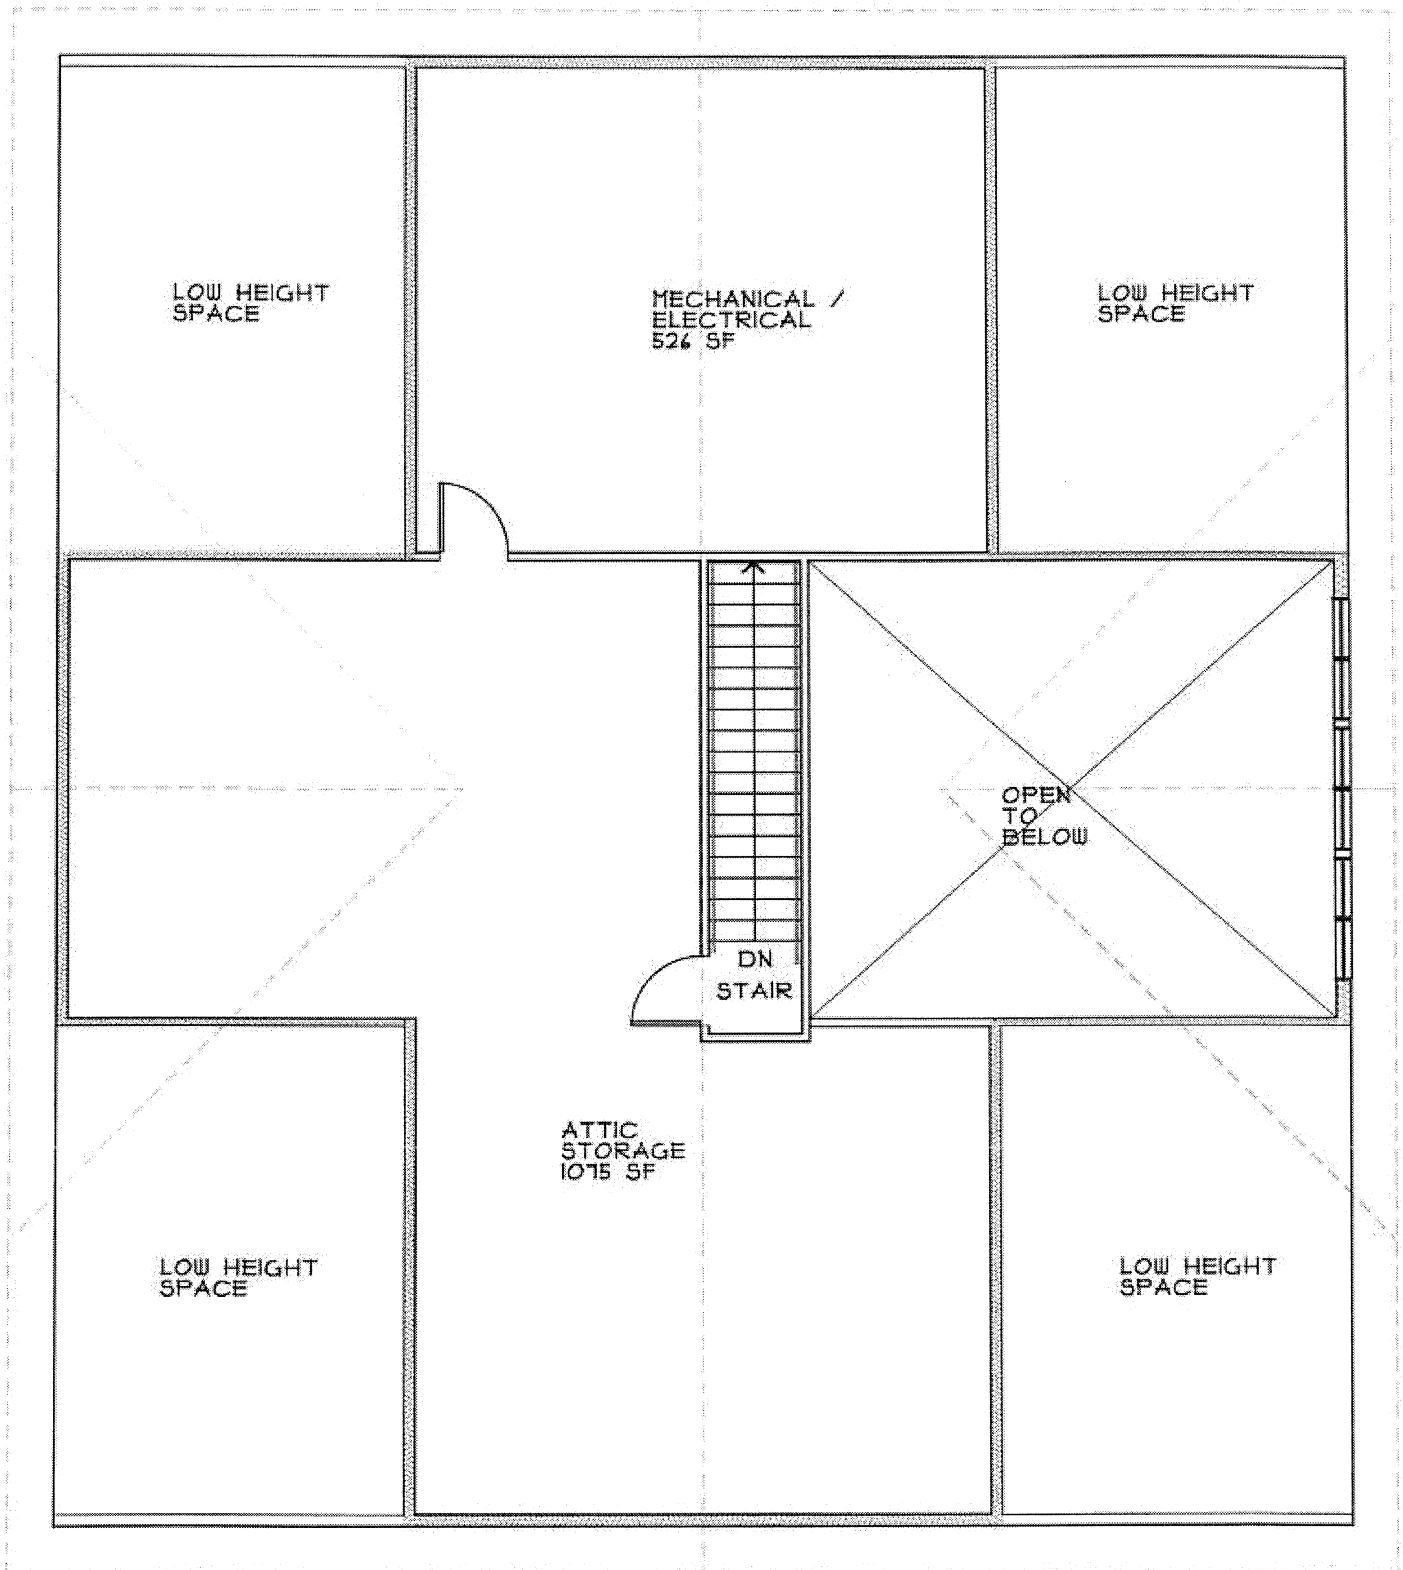 LOW HEIGHT
SPACE
MECHANICAL /
ELECTRICAL
526 SF
LOW HEIGHT
SPACE
OPEN
TO
BELOW
DN
STAIR
ATTIC
STORAGE
1075 SF
LOW HEIGHT
SPACE
LOW HEIGHT
SPACE